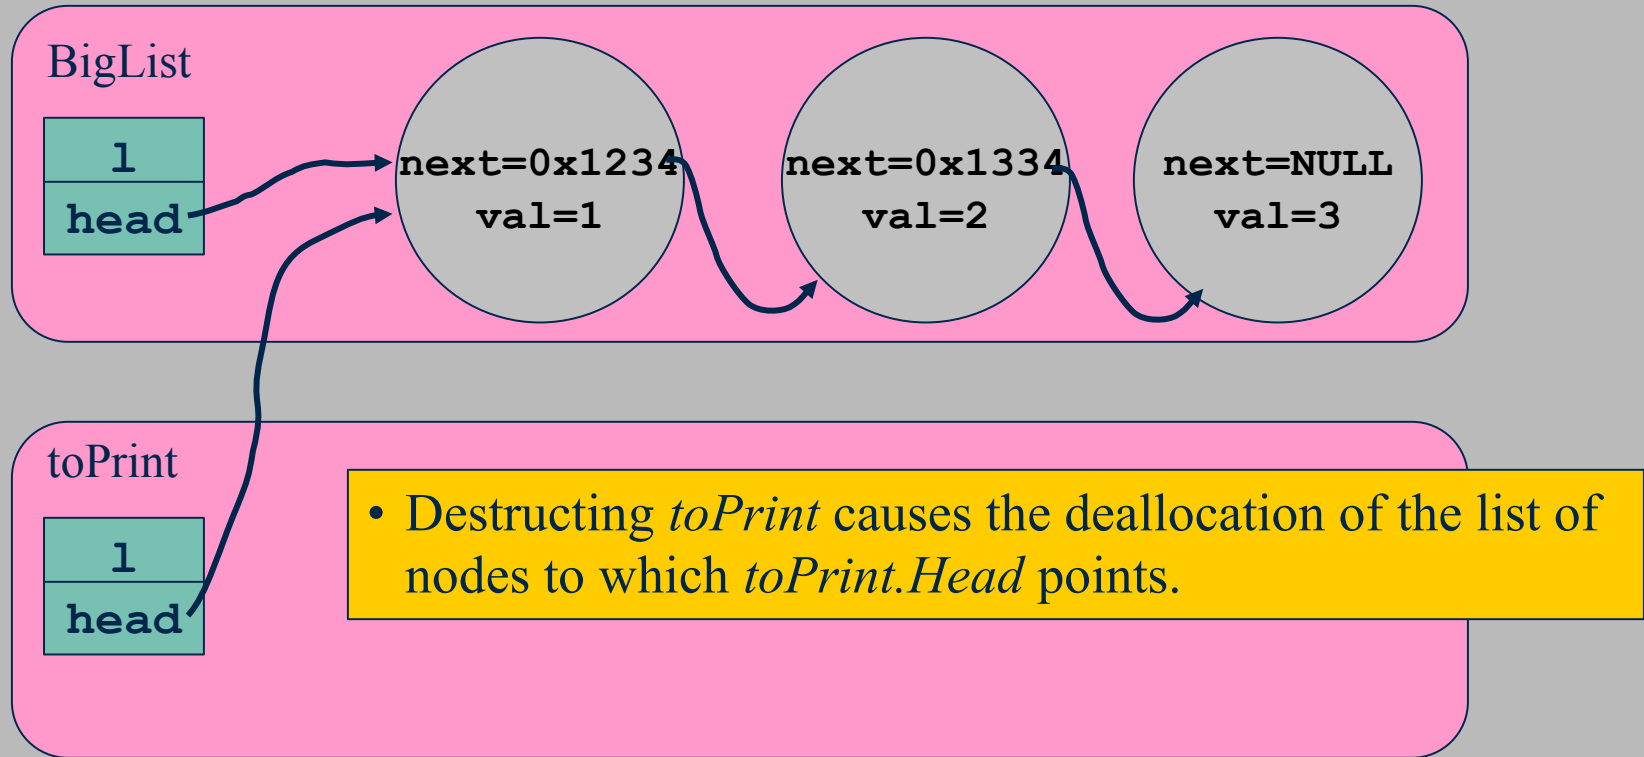 BigList
l
head
next=0x1234
val=1
next=0x1334
val=2
next=NULL
val=3
toPrint
l
head
• Destructing toPrint causes the deallocation of the list of
nodes to which toPrint.Head points.